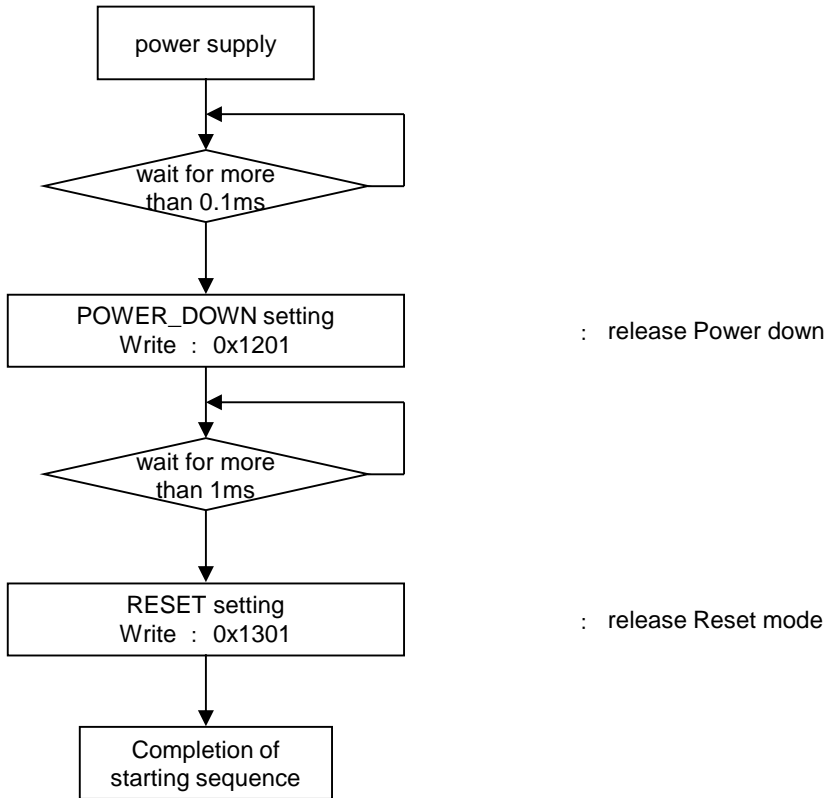 power supply
wait for more
than 0.1ms
POWER_DOWN setting
Write : 0x1201
: release Power down
wait for more
than 1ms
RESET setting
Write : 0x1301
: release Reset mode
Completion of
starting sequence